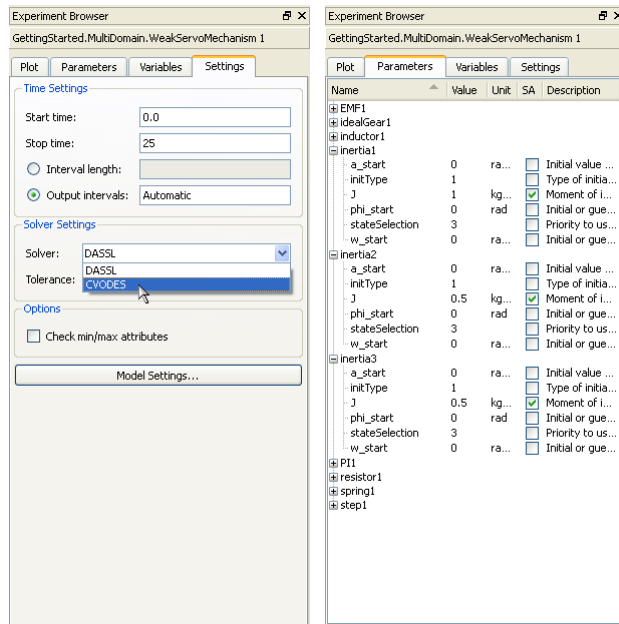 Experiment Browser
GettingStarted.MultiDomain.WeakServoMechanism 1
Plot Parameters Variables Settings
Time Settings
Start time: 0.0
Stop time: 25
Interval length:
Output intervals: Automatic
Solver Settings
Solver: DASSL
DASSL
Tolerance: CVODES
Options
Check min/max attributes
Model Settings...
Experiment Browser
GettingStarted.MultiDomain.WeakServoMechanism 1
Plot Parameters Variables Settings
Name Value Unit SA Description
EMF1
idealGear1
inductor1
inertia1
a_start 0 ra... Initial value ...
initType 1 Type of initia...
J 1 kg... Moment of i...
phi_start 0 rad Initial or gue...
stateSelection 3 Priority to us...
w_start 0 ra... Initial or gue...
inertia2
a_start 0 ra... Initial value ...
initType 1 Type of initia...
J 0.5 kg... Moment of i...
phi_start 0 rad Initial or gue...
stateSelection 3 Priority to us...
w_start 0 ra... Initial or gue...
inertia3
a_start 0 ra... Initial value ...
initType 1 Type of initia...
J 0.5 kg... Moment of i...
phi_start 0 rad Initial or gue...
stateSelection 3 Priority to us...
w_start 0 ra... Initial or gue...
PI1
resistor1
spring1
step1